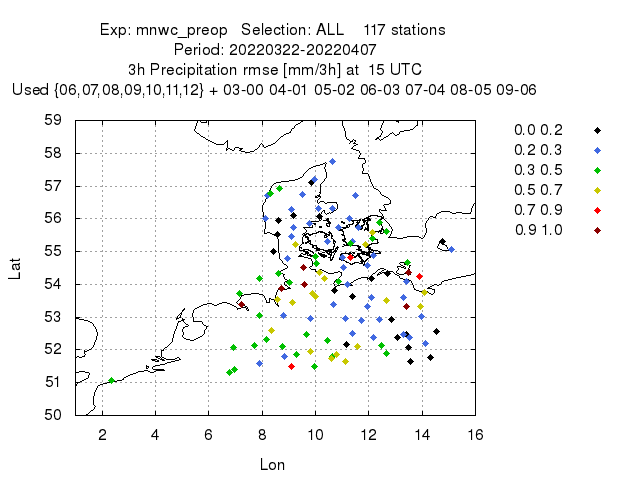 Exp: mnwc_preop   Selection: ALL    117 stations
Period: 20220322-20220407
3h Precipitation rmse [mm/3h] at  15 UTC
Used {06,07,08,09,10,11,12} + 03-00 04-01  05-02  06-03  07-04  08-05  09-06
59
58
57
56
55
54
53
52
51
50
Lat
2 4 6 8 10 12 14 16
Lon
0.0 0.2
0.2 0.3
0.3 0.5
0.5 0.7
0.7 0.9
0.9 1.0